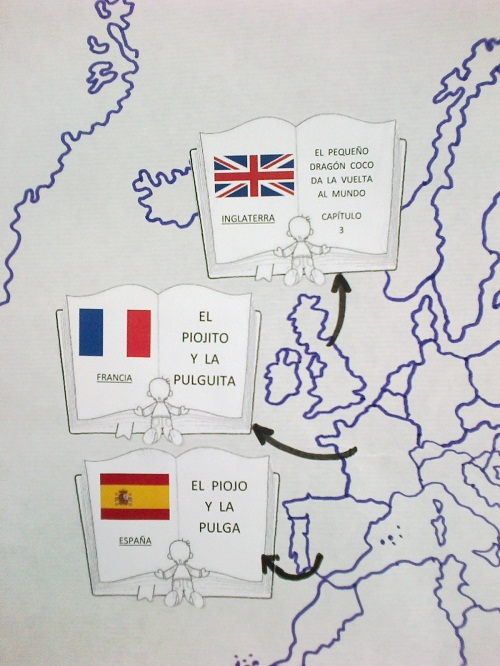 EL PEQUEÑO
DRAGÓN COCO
DA LA VUELTA
AL MUNDO
INGLATERRA
CAPÍTULO
3
EL
PIOJITO
Y LA
PULGUITA
FRANCIA
EL PIOJO
Y LA
PULGA
ESPAÑA